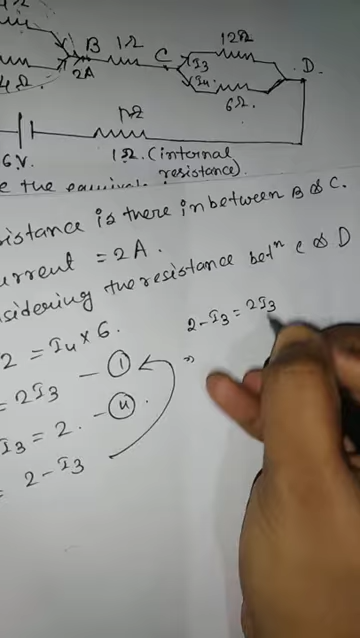 4Ω
B 1Ω C 12Ω D.
2A I3
I4
4Ω 6Ω.
6V. 1Ω
1Ω. (internal
resistance).
e the
istance is there in between B & C.
urrent = 2A.
sidering the resistance betⁿ C & D
2 = I4 × 6.
= 2I3 — ①
I3 = 2. — ④
= 2 - I3
2 - I3 = 2I3
⇒